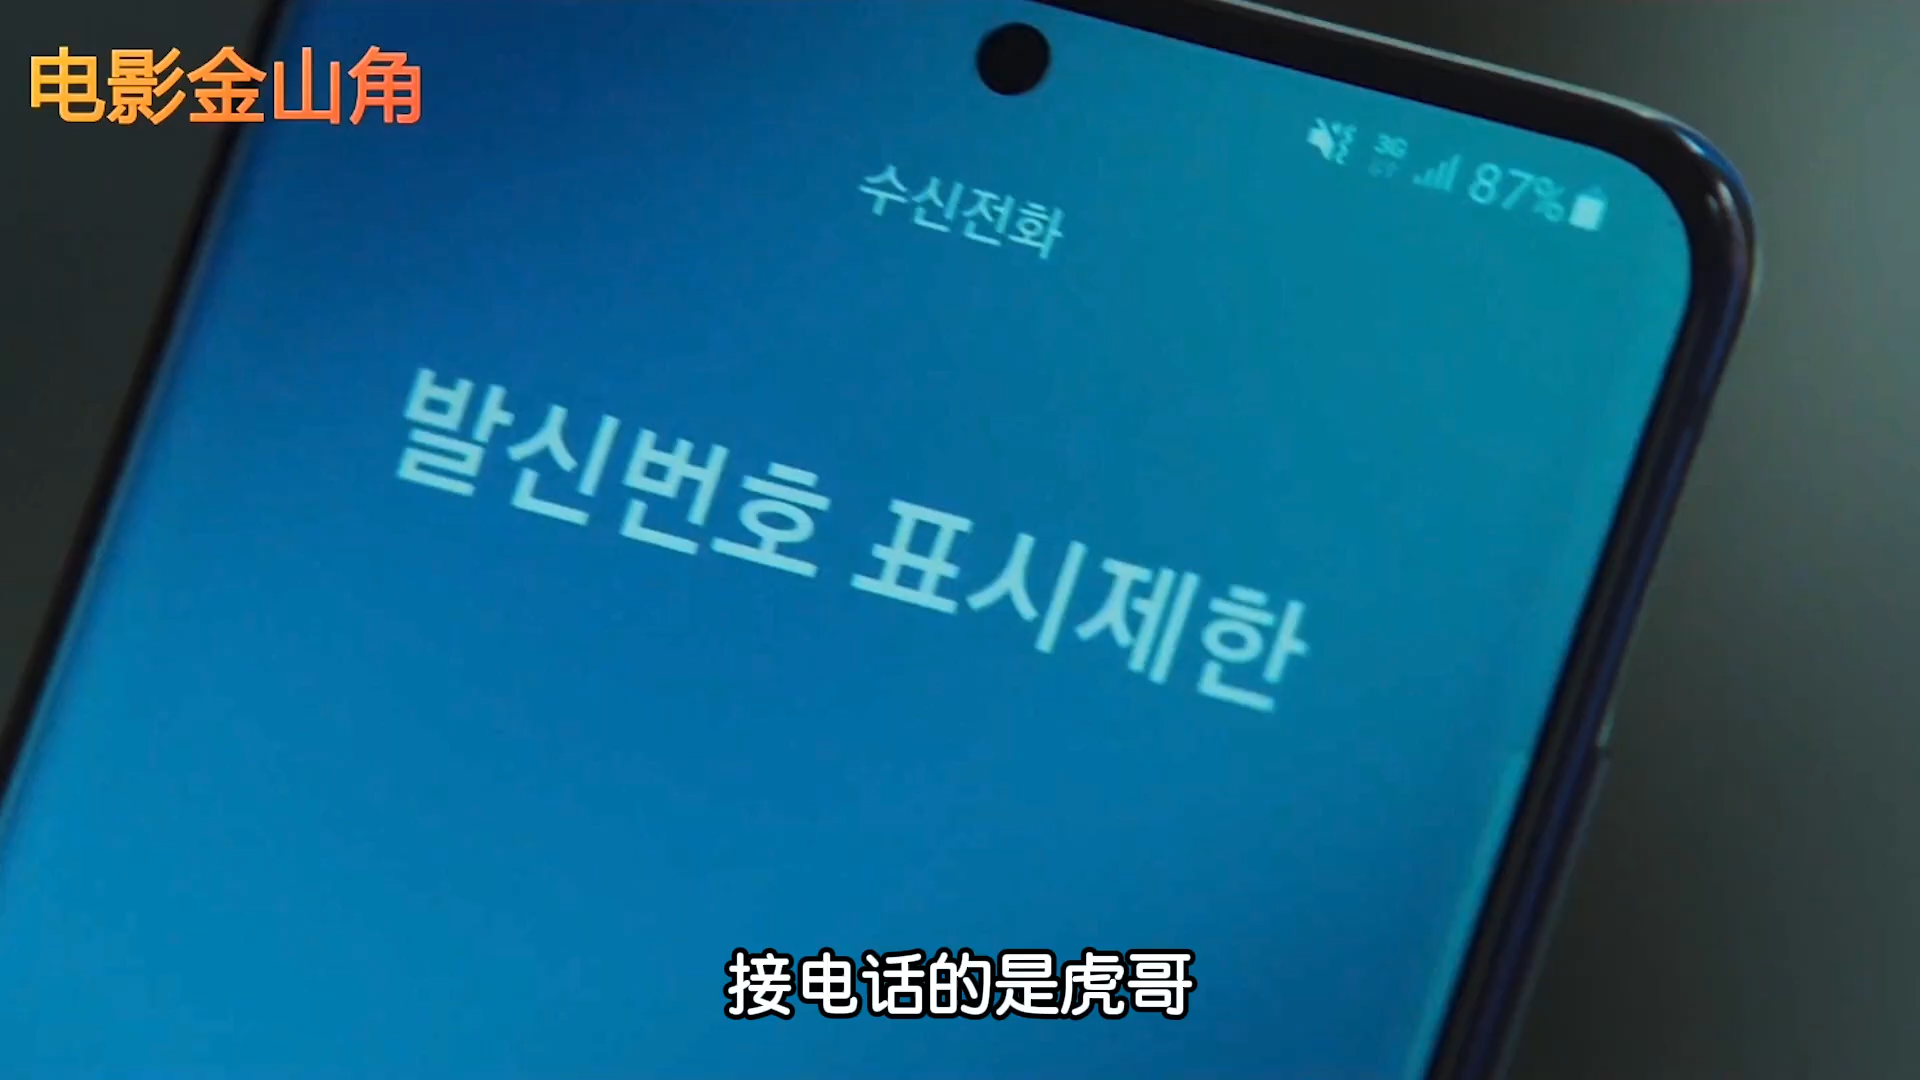 电影金山角
3G 87%
수신전화
발신번호 표시제한
接电话的是虎哥